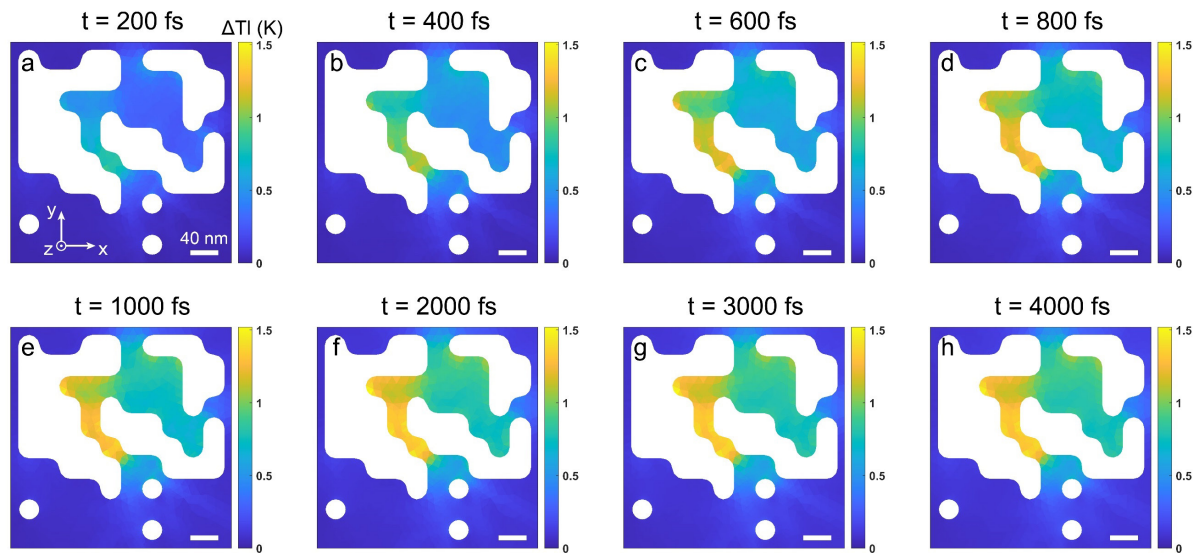 t = 200 fs
t = 400 fs
t = 600 fs
t = 800 fs
ΔTl (K)
a
b
c
d
1.5
1
0.5
0
1.5
1
0.5
0
1.5
1
0.5
0
1.5
1
0.5
0
y
z
x
40 nm
t = 1000 fs
t = 2000 fs
t = 3000 fs
t = 4000 fs
e
f
g
h
1.5
1
0.5
0
1.5
1
0.5
0
1.5
1
0.5
0
1.5
1
0.5
0